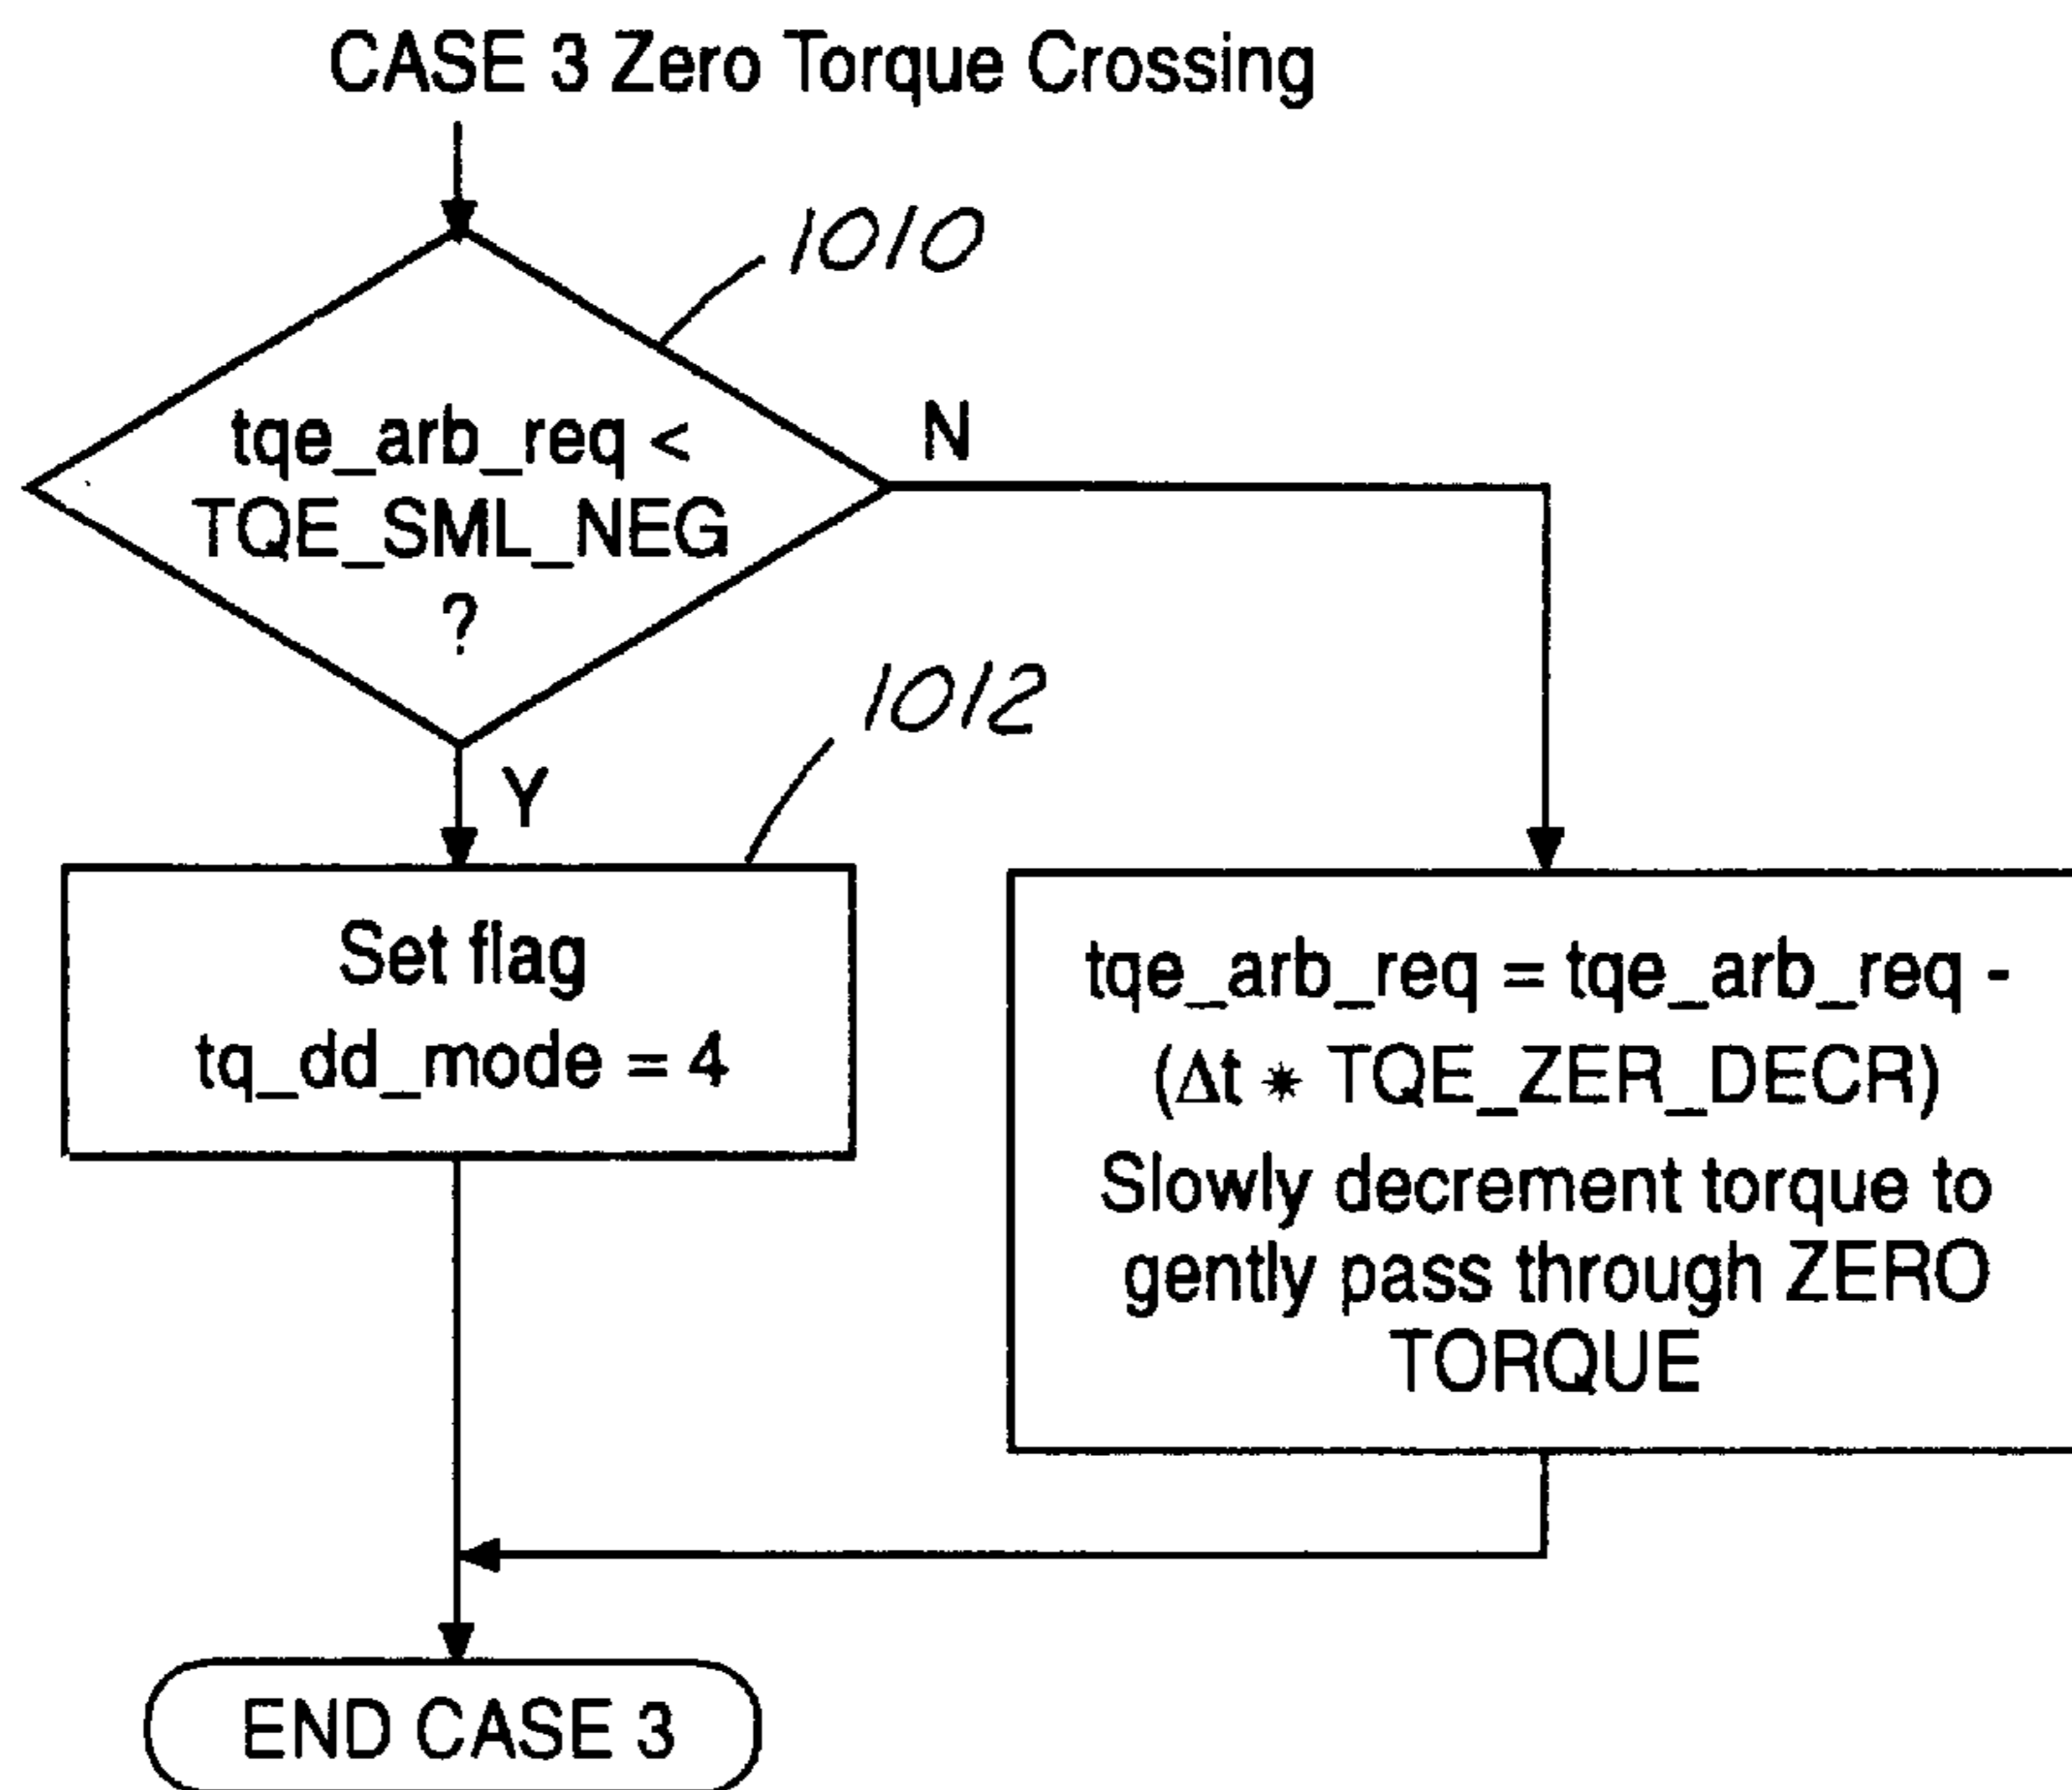 CASE 3 Zero Torque Crossing
1010
tqe_arb_req <
TQE_SML_NEG
?
N
Y
1012
Set flag
tq_dd_mode = 4
tqe_arb_req = tqe_arb_req -
(Δt * TQE_ZER_DECR)
Slowly decrement torque to
gently pass through ZERO
TORQUE
END CASE 3